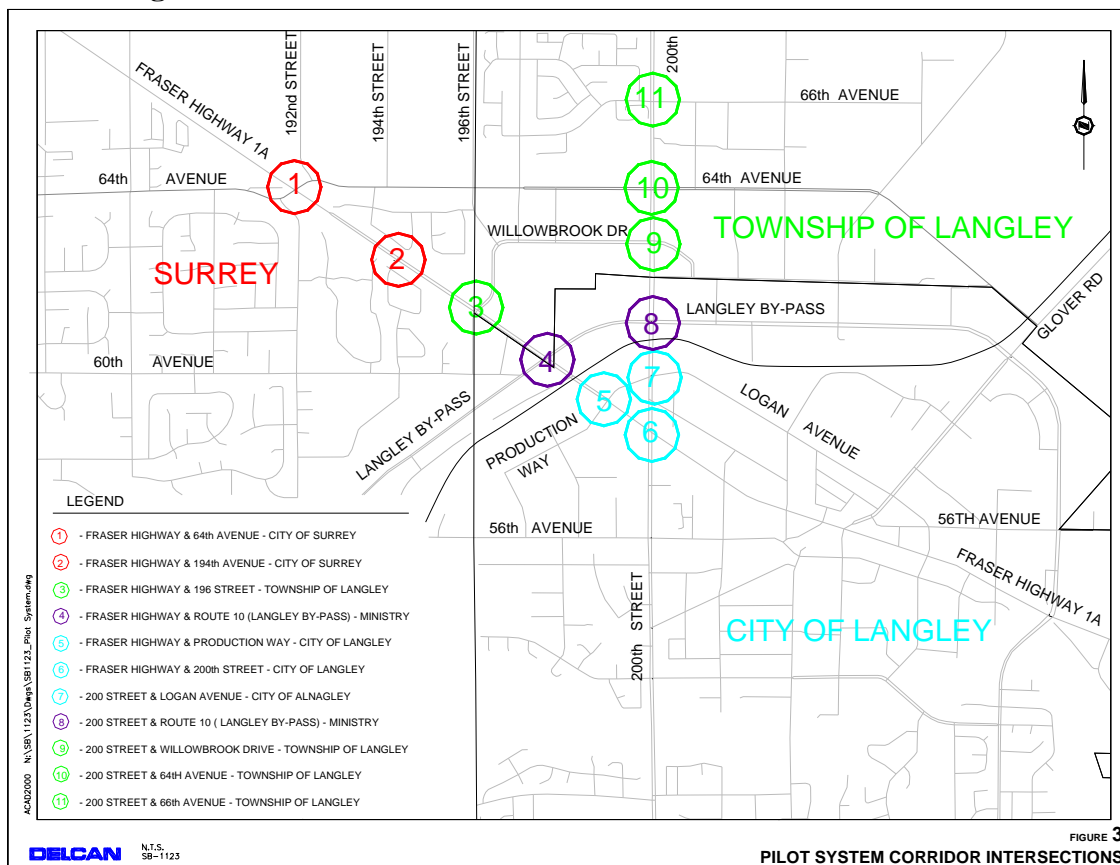 FRASER HIGHWAY 1A
192nd STREET
194th STREET
196th STREET
200th
11
66th AVENUE
64th AVENUE
1
10
64th AVENUE
WILLOWBROOK DR
9
TOWNSHIP OF LANGLEY
SURREY
2
3
8
LANGLEY BY-PASS
GLOVER RD
60th AVENUE
4
7
5
6
LOGAN AVENUE
LANGLEY BY-PASS
PRODUCTION
WAY
56th AVENUE
56TH AVENUE
FRASER HIGHWAY 1A
200th STREET
CITY OF LANGLEY
LEGEND
1 - FRASER HIGHWAY & 64th AVENUE - CITY OF SURREY
2 - FRASER HIGHWAY & 194th AVENUE - CITY OF SURREY
3 - FRASER HIGHWAY & 196 STREET - TOWNSHIP OF LANGLEY
4 - FRASER HIGHWAY & ROUTE 10 (LANGLEY BY-PASS) - MINISTRY
5 - FRASER HIGHWAY & PRODUCTION WAY - CITY OF LANGLEY
6 - FRASER HIGHWAY & 200th STREET - CITY OF LANGLEY
7 - 200 STREET & LOGAN AVENUE - CITY OF ALNAGLEY
8 - 200 STREET & ROUTE 10 ( LANGLEY BY-PASS) - MINISTRY
9 - 200 STREET & WILLOWBROOK DRIVE - TOWNSHIP OF LANGLEY
10 - 200 STREET & 64th AVENUE - TOWNSHIP OF LANGLEY
11 - 200 STREET & 66th AVENUE - TOWNSHIP OF LANGLEY
ACAD2000 N:\SB\1123\Dwgs\SB1123_Pilot System.dwg
DELCAN
N.T.S.
SB-1123
FIGURE 3
PILOT SYSTEM CORRIDOR INTERSECTIONS